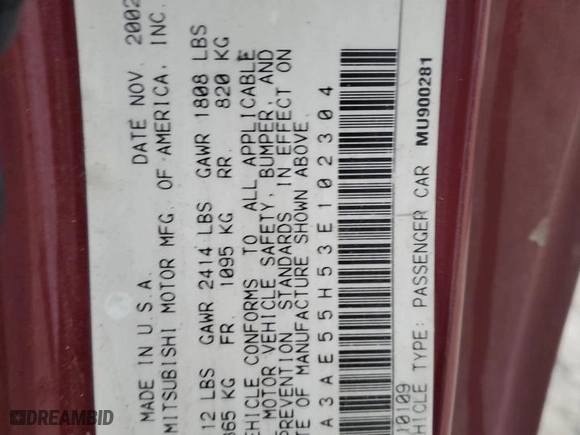 DATE NOV. 2002
MADE IN U.S.A.
MITSUBISHI MOTOR MFG. OF AMERICA, INC.
12 LBS GAWR 2414 LBS GAWR 1808 LBS
865 KG FR. 1095 KG RR. 820 KG
EHICLE CONFORMS TO ALL APPLICABLE
MOTOR VEHICLE SAFETY, BUMPER, AND
PREVENTION STANDARDS IN EFFECT ON
TE OF MANUFACTURE SHOWN ABOVE.
A3AE55H53E102304
10109
HICLE TYPE: PASSENGER CAR
MU900281
DREAMBID